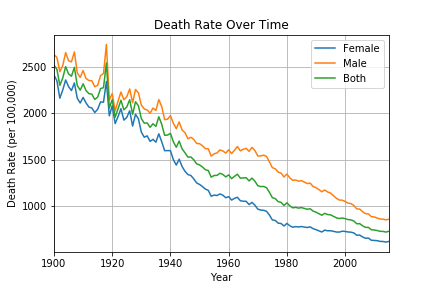 Death Rate Over Time
Female
Male
Both
Death Rate (per 100,000)
2500
2000
1500
1000
1900
1920
1940
1960
1980
2000
Year